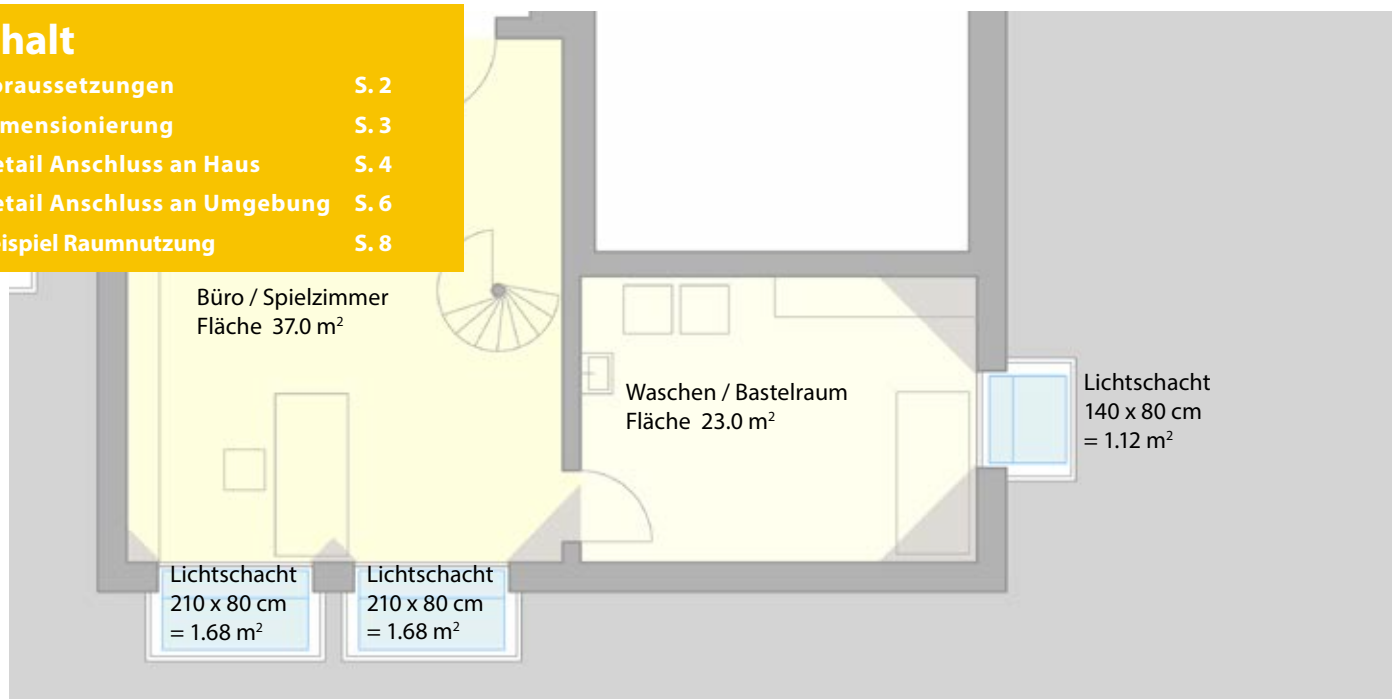 halt
oraussetzungen S. 2
mensionierung S. 3
etail Anschluss an Haus S. 4
etail Anschluss an Umgebung S. 6
eispiel Raumnutzung S. 8
Büro / Spielzimmer
Fläche 37.0 m²
Waschen / Bastelraum
Fläche 23.0 m²
Lichtschacht
140 x 80 cm
= 1.12 m²
Lichtschacht
210 x 80 cm
= 1.68 m²
Lichtschacht
210 x 80 cm
= 1.68 m²